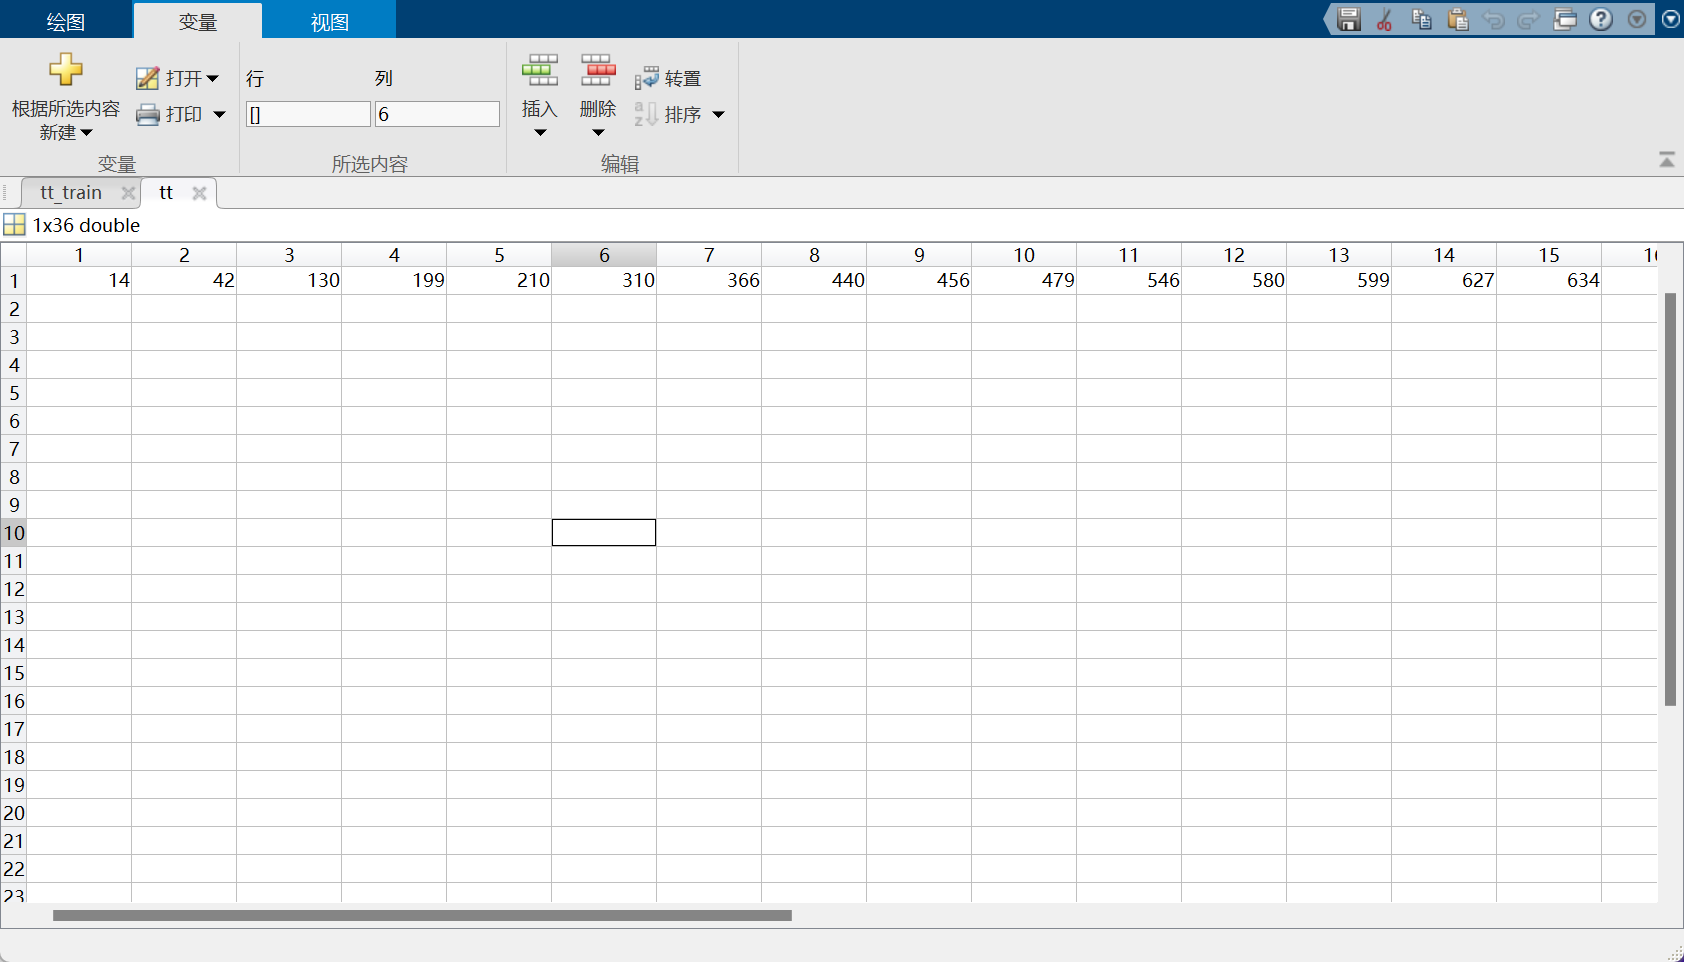 绘图 变量 视图
根据所选内容
新建
打开
打印
变量
行 列
[] 6
所选内容
插入 删除
转置
排序
编辑
tt_train tt
1x36 double
1 2 3 4 5 6 7 8 9 10 11 12 13 14 15
1 14 42 130 199 210 310 366 440 456 479 546 580 599 627 634
2
3
4
5
6
7
8
9
10
11
12
13
14
15
16
17
18
19
20
21
22
23